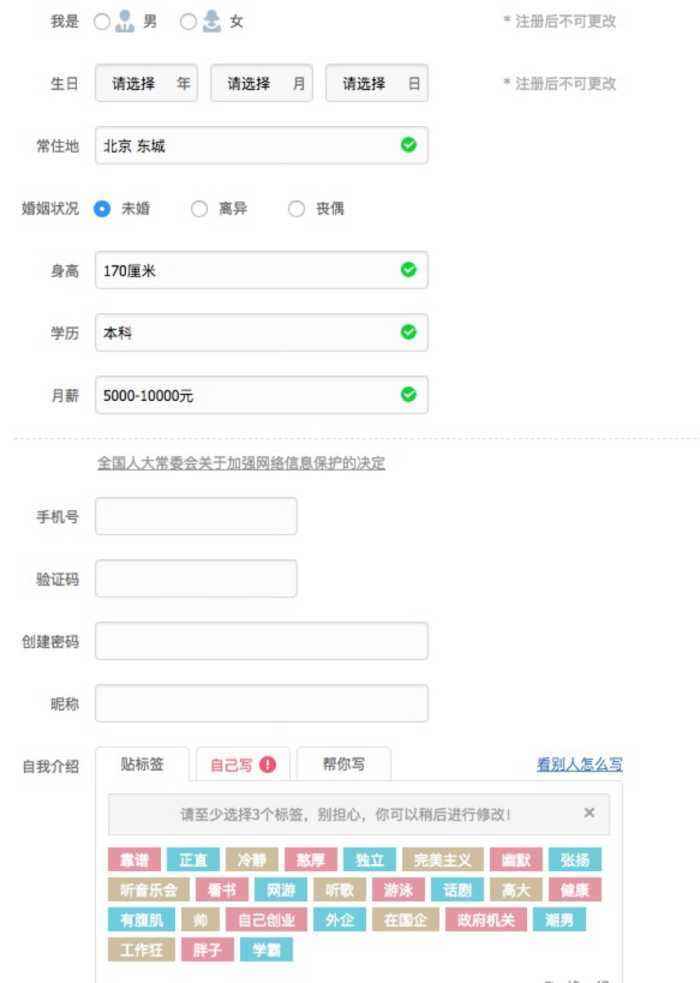 我是 男 女 * 注册后不可更改
生日 请选择 年 请选择 月 请选择 日 * 注册后不可更改
常住地 北京 东城
婚姻状况 未婚 离异 丧偶
身高 170厘米
学历 本科
月薪 5000-10000元
全国人大常委会关于加强网络信息保护的决定
手机号
验证码
创建密码
昵称
自我介绍 贴标签 自己写 帮你写 看别人怎么写
请至少选择3个标签，别担心，你可以稍后进行修改！ ×
靠谱 正直 冷静 憨厚 独立 完美主义 幽默 张扬
听音乐会 看书 网游 听歌 游泳 话剧 高大 健康
有腹肌 帅 自己创业 外企 在国企 政府机关 潮男
工作狂 胖子 学霸